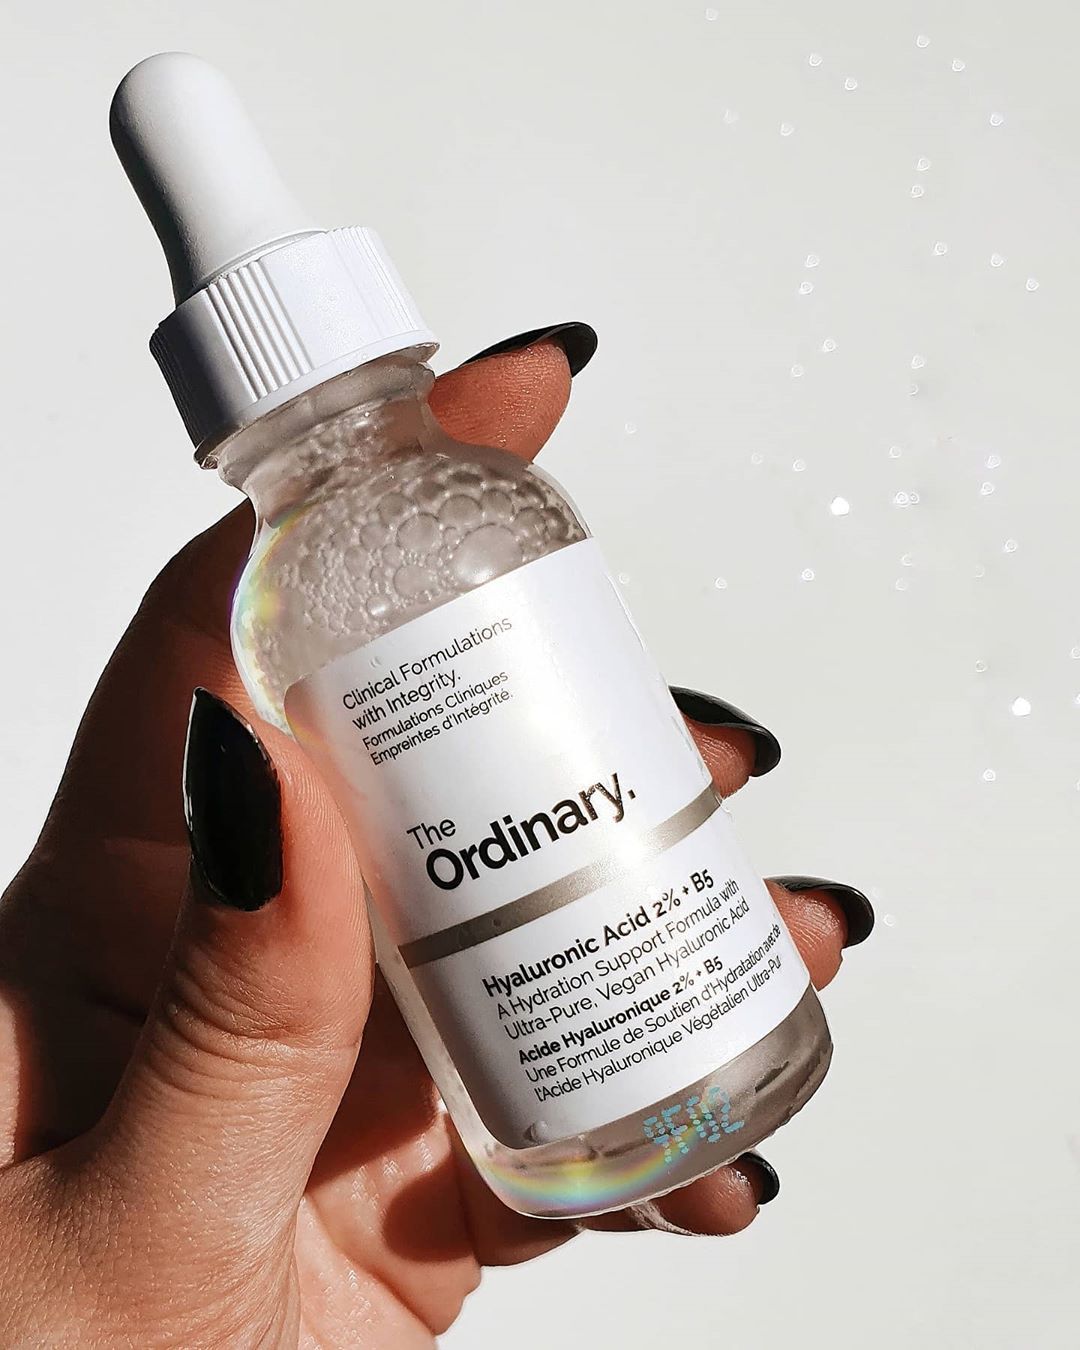 Clinical Formulations
with Integrity.
Formulations Cliniques
Empreintes d'Intégrité.
The
Ordinary.
Hyaluronic Acid 2% + B5
A Hydration Support Formula with
Ultra-Pure, Vegan Hyaluronic Acid
Acide Hyaluronique 2% + B5
Une Formule de Soutien d'Hydratation avec de
l'Acide Hyaluronique Végétalien Ultra-Pur